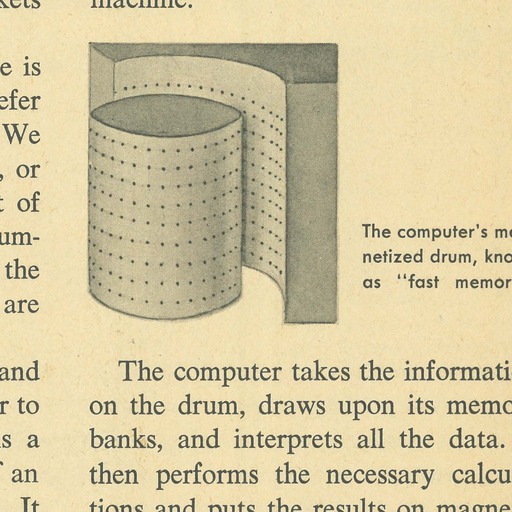 kets
e is
efer
We
, or
t of
um-
the
are
and
r to
s a
f an
It
machine.
The computer's m
netized drum, kno
as "fast memor
The computer takes the informati
on the drum, draws upon its memo
banks, and interprets all the data.
then performs the necessary calcu
tions and puts the results on magne